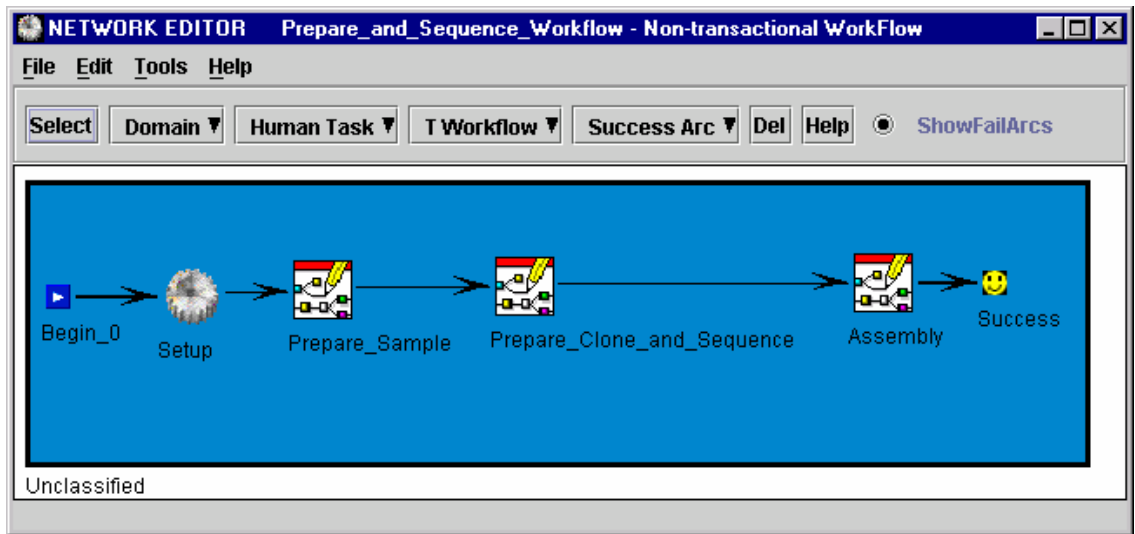 NETWORK EDITOR Prepare_and_Sequence_Workflow - Non-transactional WorkFlow
File Edit Tools Help
Select Domain Human Task T Workflow Success Arc Del Help ShowFailArcs
Begin_0 Setup Prepare_Sample Prepare_Clone_and_Sequence Assembly Success
Unclassified